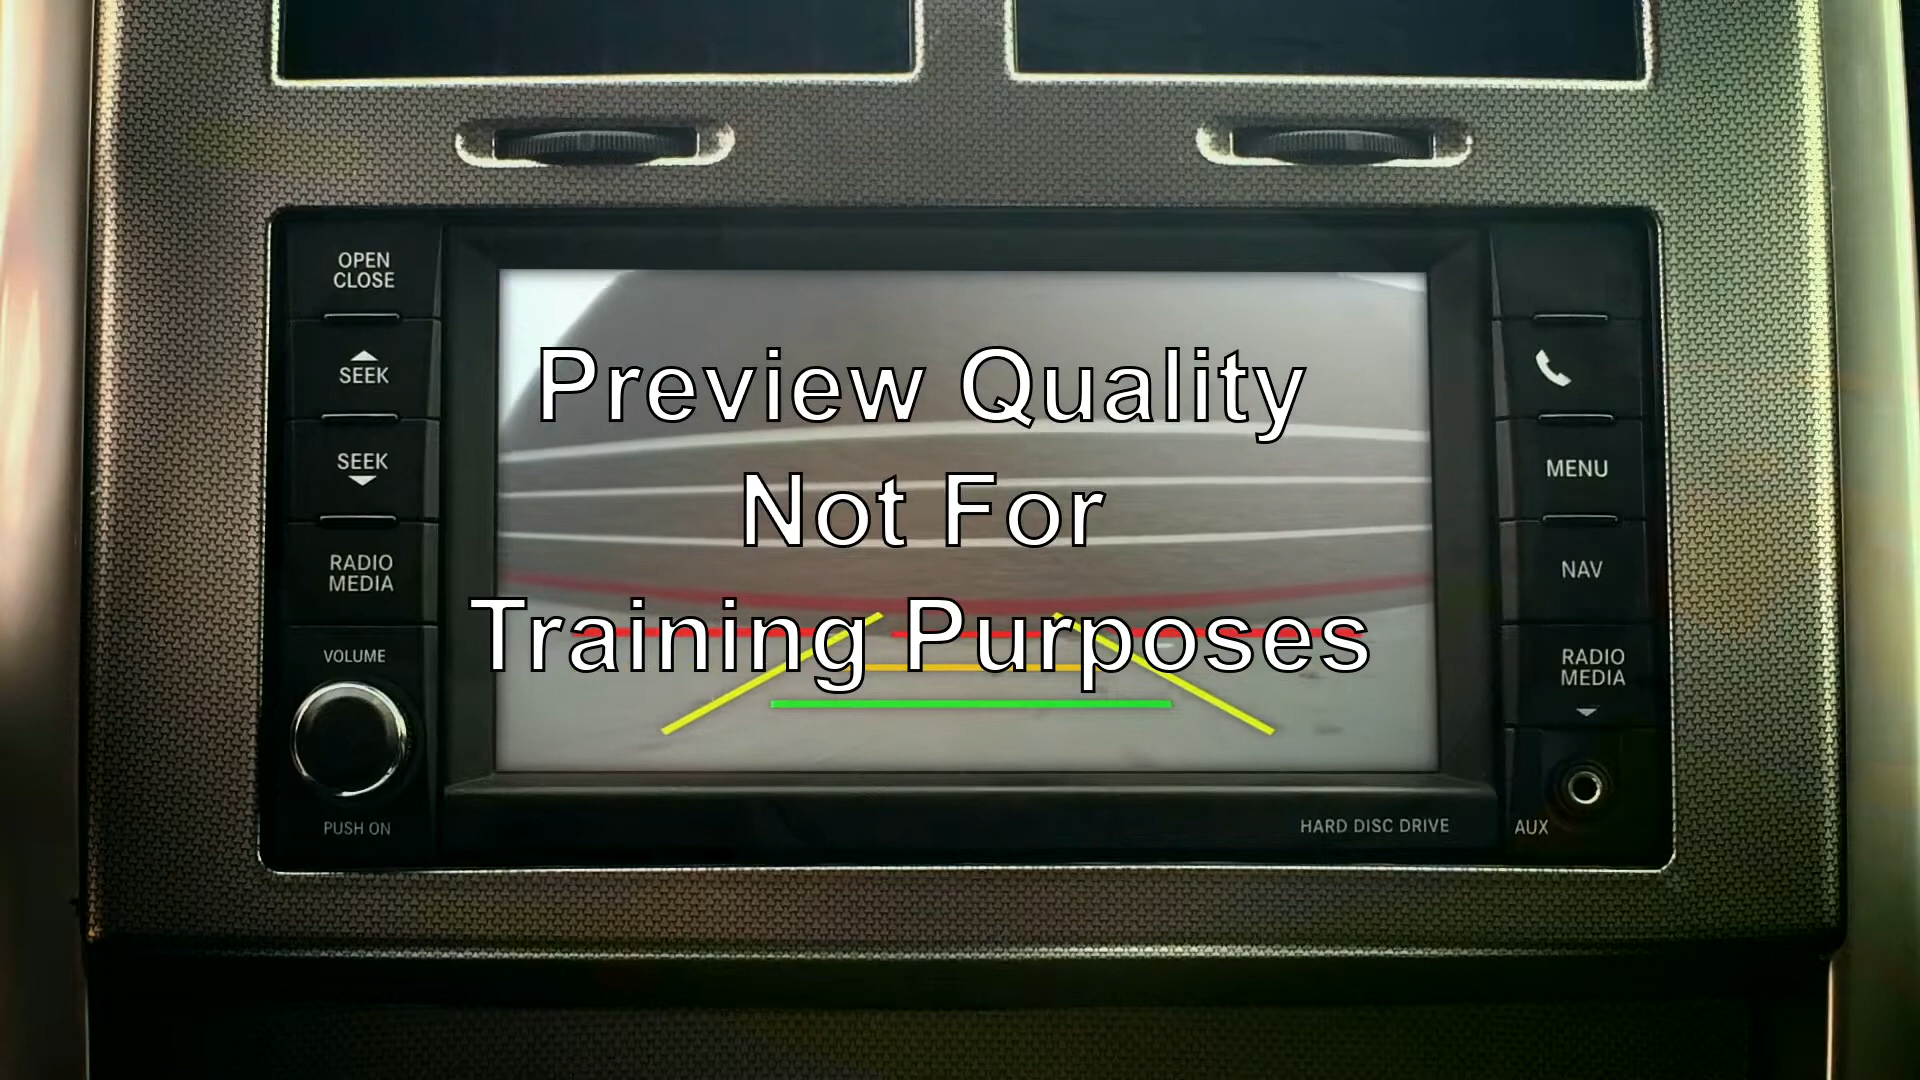 OPEN
CLOSE
SEEK
SEEK
RADIO
MEDIA
VOLUME
PUSH ON
Preview Quality
Not For
Training Purposes
MENU
NAV
RADIO
MEDIA
HARD DISC DRIVE
AUX